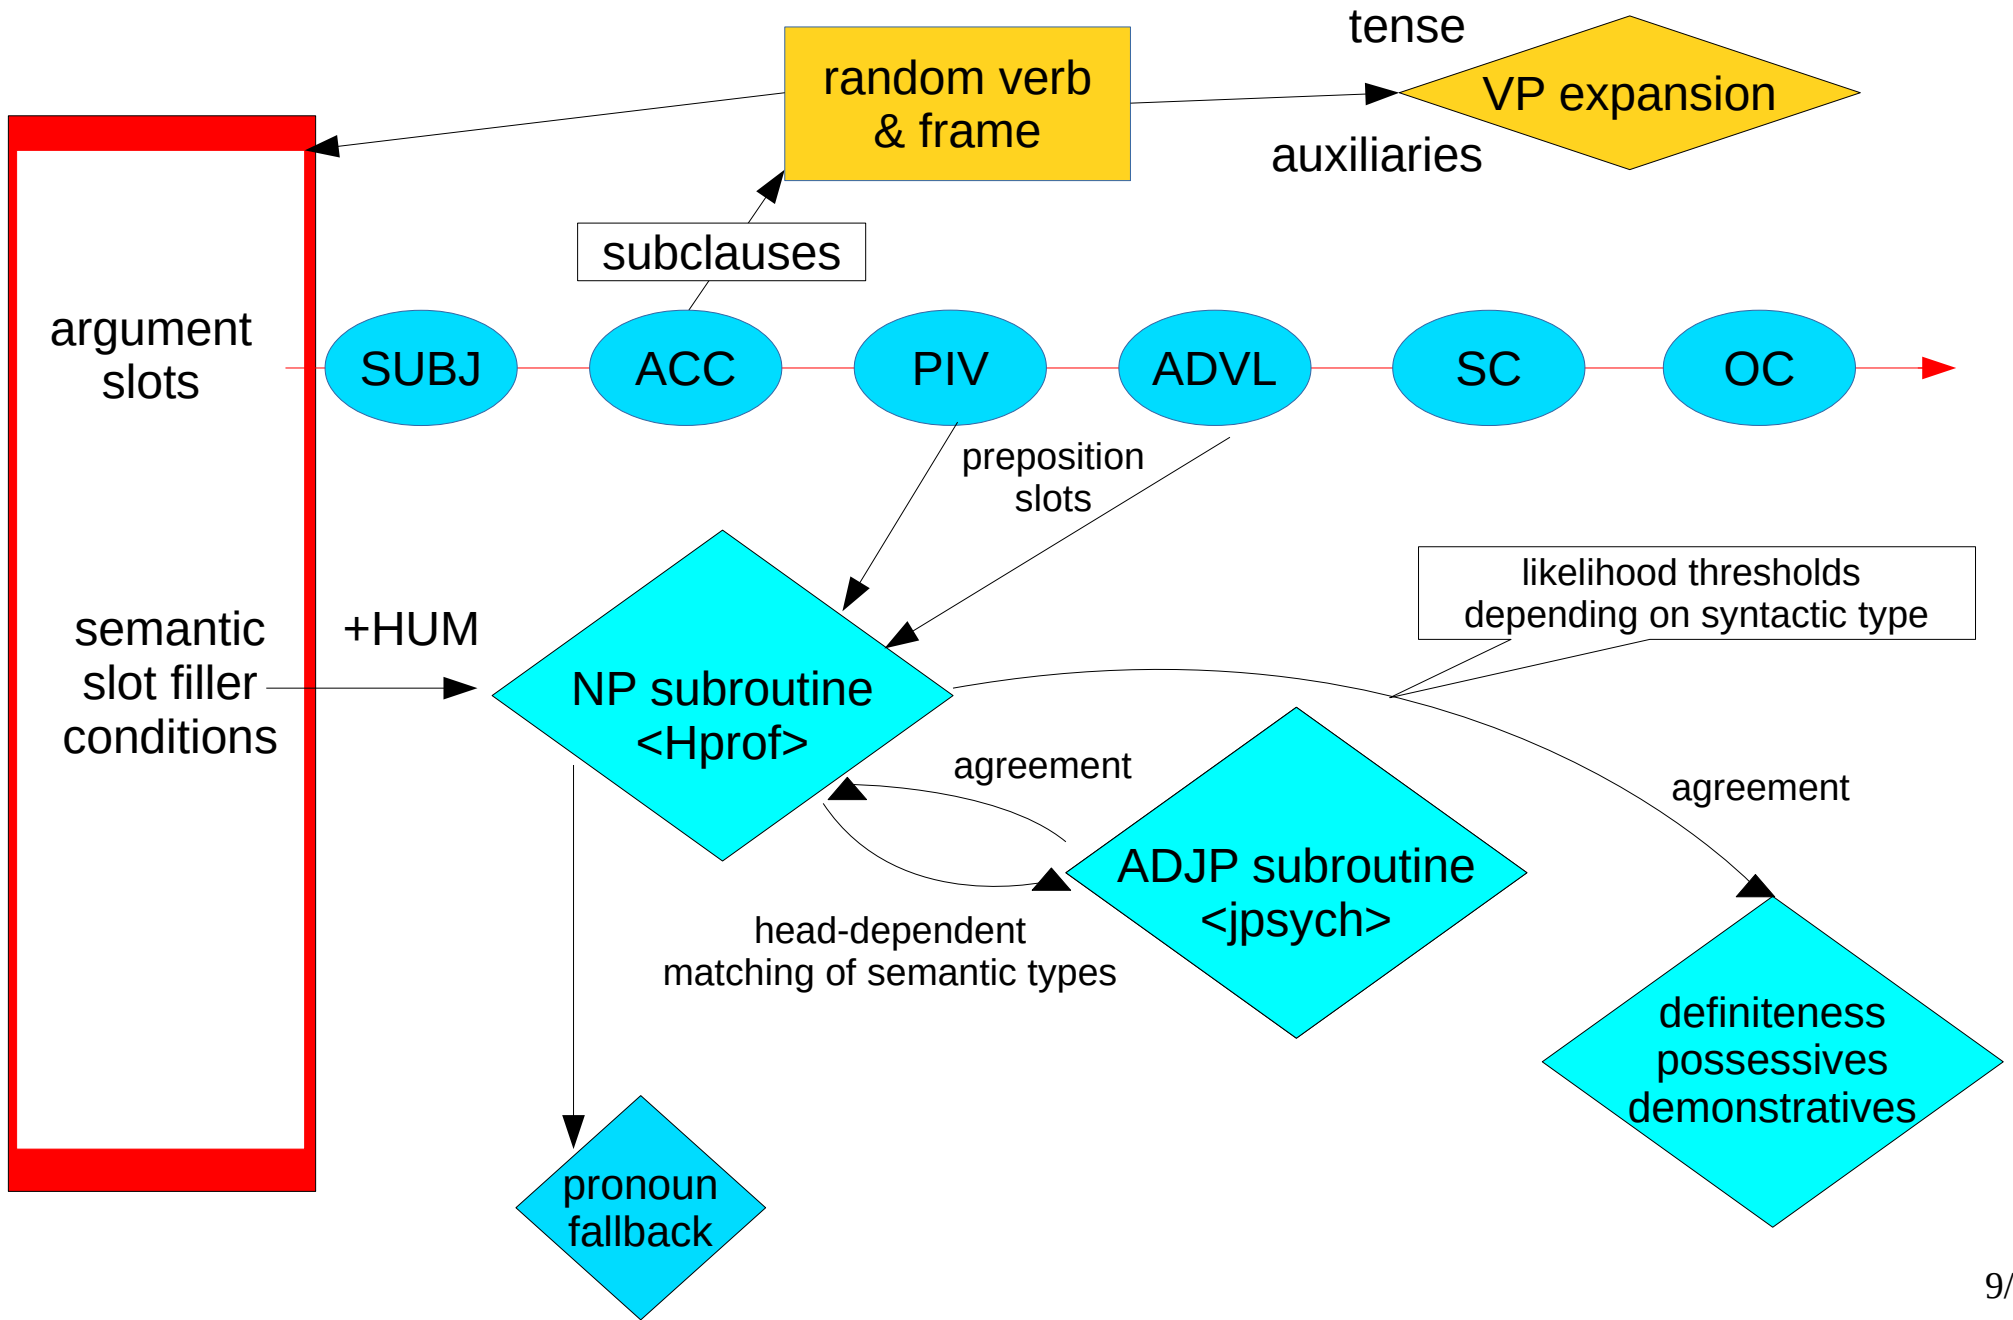 tense
random verb
& frame
VP expansion
auxiliaries
subclauses
argument
slots
SUBJ
ACC
PIV
ADVL
SC
OC
preposition
slots
likelihood thresholds
depending on syntactic type
semantic
slot filler
conditions
+HUM
NP subroutine
<Hprof>
agreement
agreement
ADJP subroutine
<jpsych>
head-dependent
matching of semantic types
definiteness
possessives
demonstratives
pronoun
fallback
9/